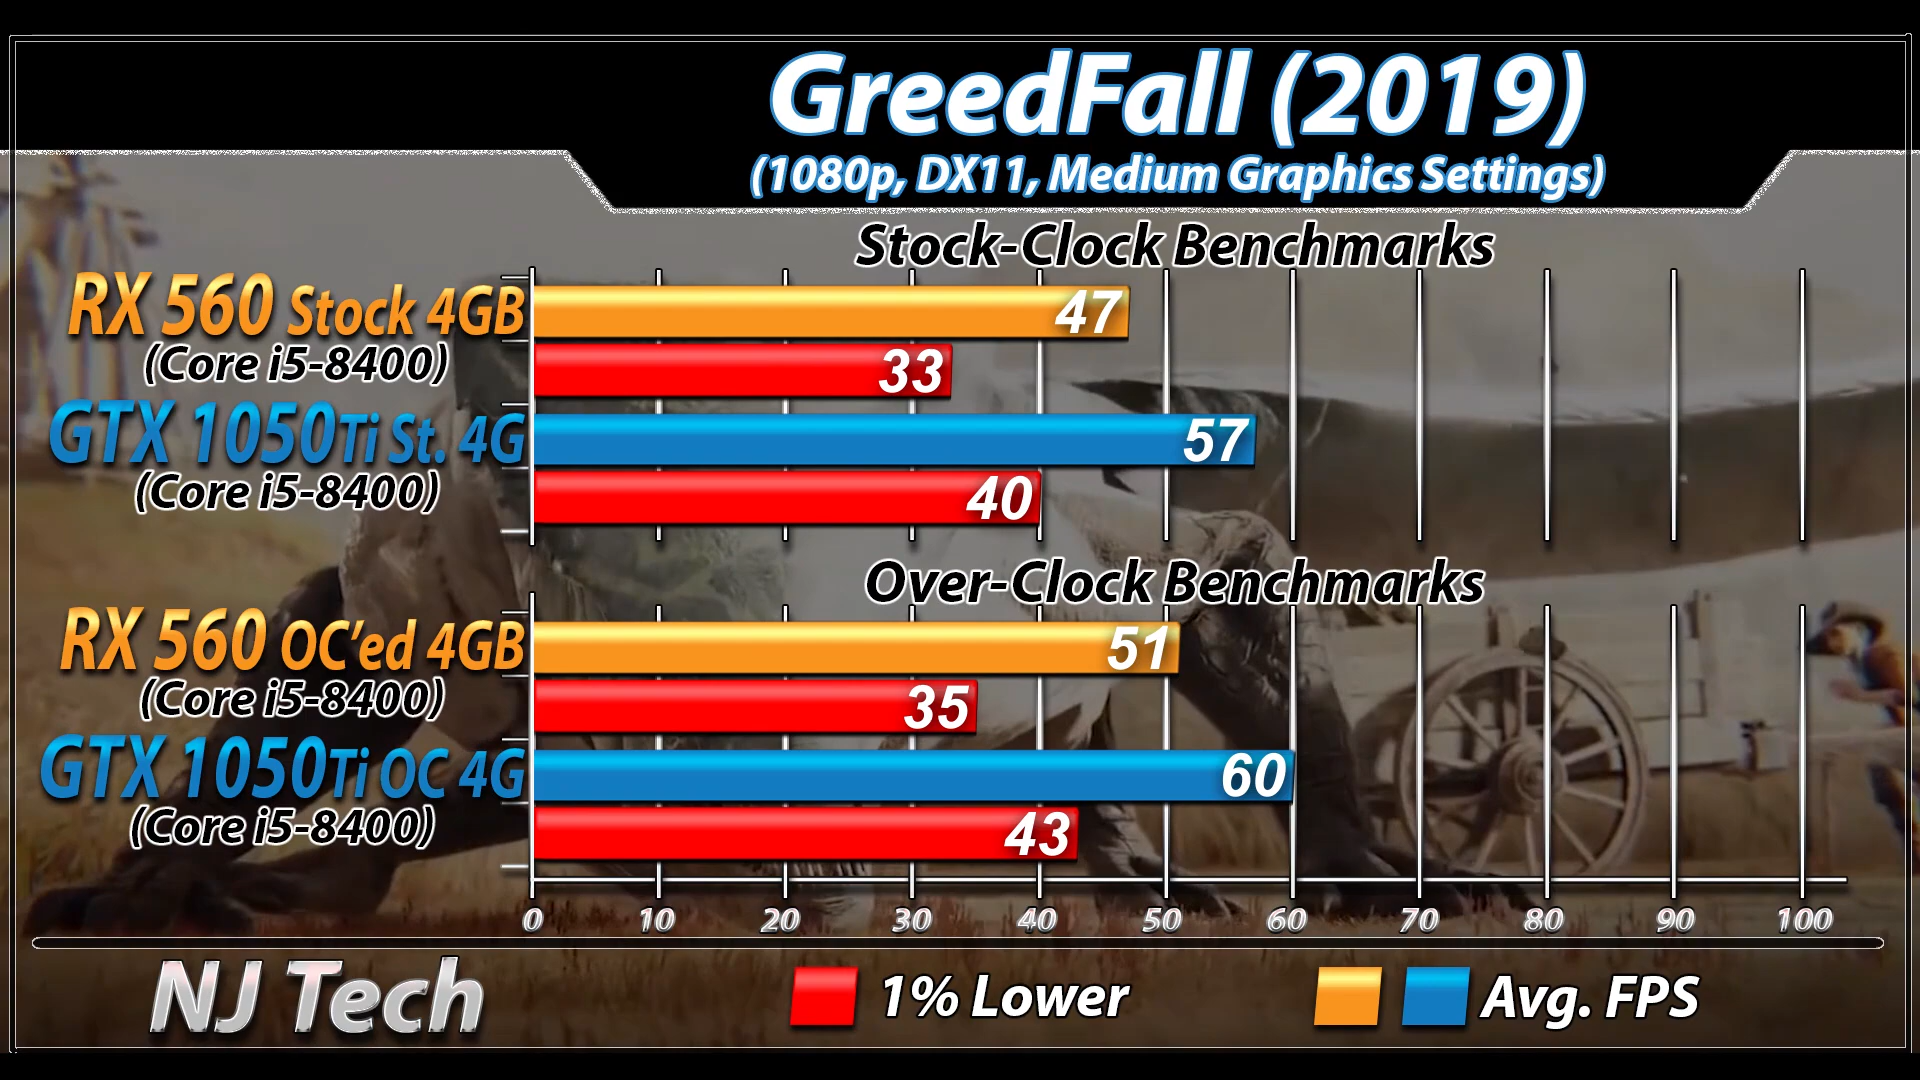 GreedFall (2019)
(1080p, DX11, Medium Graphics Settings)
Stock-Clock Benchmarks
RX 560 Stock 4GB
47
(Core i5-8400)
33
GTX 1050Ti St. 4G
57
(Core i5-8400)
40
Over-Clock Benchmarks
RX 560 OC'ed 4GB
51
(Core i5-8400)
35
GTX 1050Ti OC 4G
60
(Core i5-8400)
43
0 10 20 30 40 50 60 70 80 90 100
NJ Tech
1% Lower
Avg. FPS